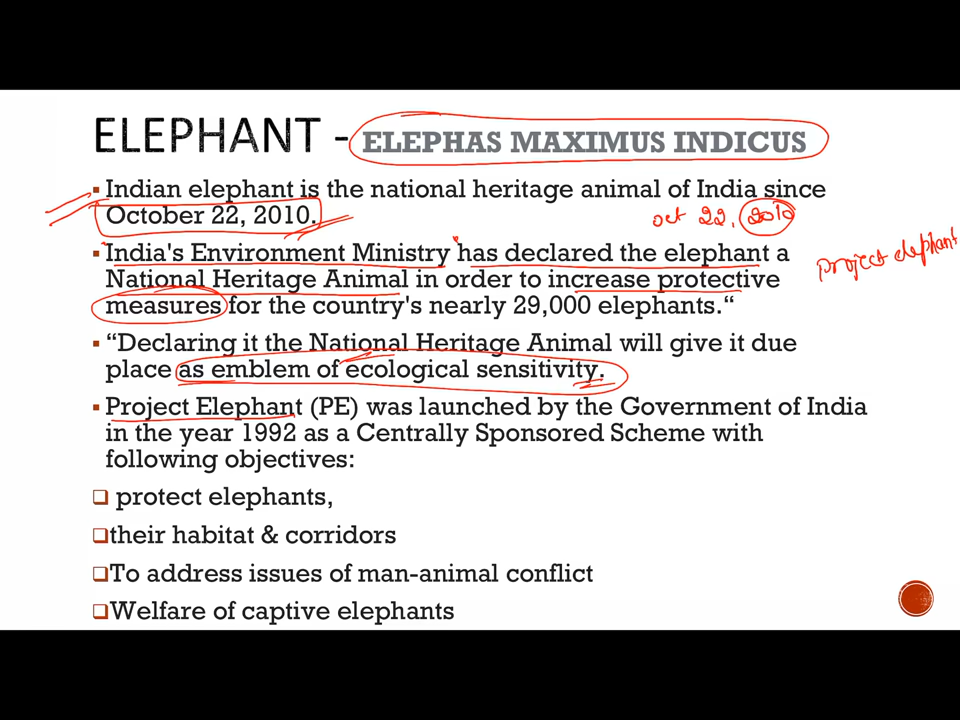 ELEPHANT - ELEPHAS MAXIMUS INDICUS
Indian elephant is the national heritage animal of India since
October 22, 2010.
oct 22, 2010
India's Environment Ministry has declared the elephant a
National Heritage Animal in order to increase protective
measures for the country's nearly 29,000 elephants.“
project elephant
“Declaring it the National Heritage Animal will give it due
place as emblem of ecological sensitivity.
Project Elephant (PE) was launched by the Government of India
in the year 1992 as a Centrally Sponsored Scheme with
following objectives:
protect elephants,
their habitat & corridors
To address issues of man-animal conflict
Welfare of captive elephants